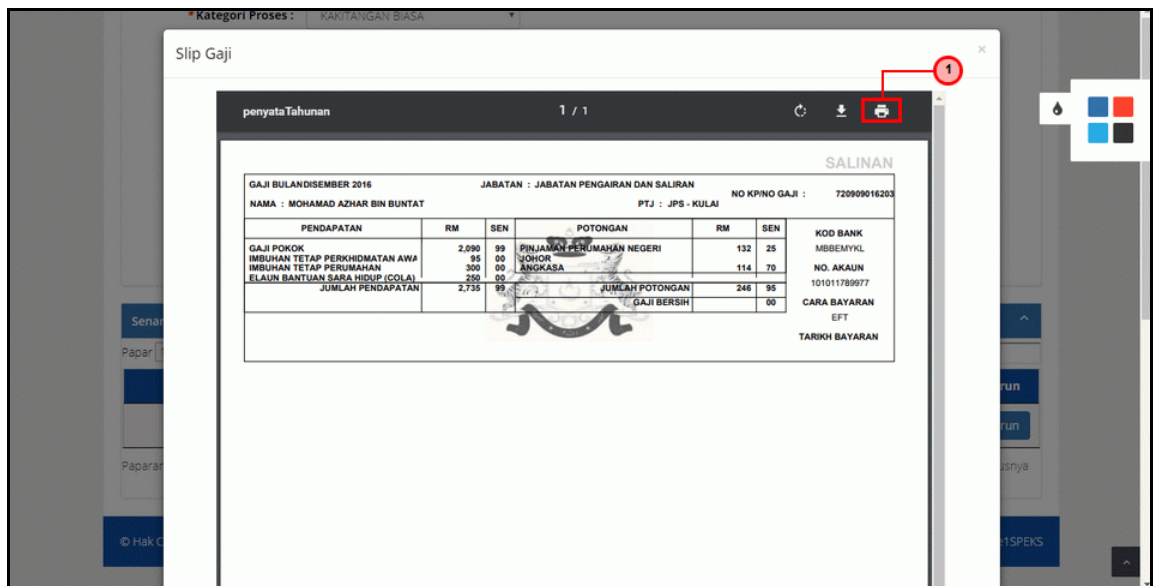 *Kategori Proses : KAKITANGAN BIASA
Slip Gaji ×
1
penyataTahunan 1 / 1
SALINAN
GAJI BULANDISEMBER 2016 JABATAN : JABATAN PENGAIRAN DAN SALIRAN NO KP/NO GAJI : 720909016203
NAMA : MOHAMAD AZHAR BIN BUNTAT PTJ : JPS - KULAI
PENDAPATAN RM SEN POTONGAN RM SEN KOD BANK
GAJI POKOK 2,090 99 PINJAMAN PERUMAHAN NEGERI 132 25 MBBEMYKL
IMBUHAN TETAP PERKHIDMATAN AWA 95 00 JOHOR
IMBUHAN TETAP PERUMAHAN 300 00 ANGKASA 114 70 NO. AKAUN
ELAUN BANTUAN SARA HIDUP (COLA) 250 00 101011789977
JUMLAH PENDAPATAN 2,735 99 JUMLAH POTONGAN 246 95
GAJI BERSIH 00 CARA BAYARAN
EFT
TARIKH BAYARAN
Senar
Papar
run
run
Paparan usnya
© Hak C e1SPEKS